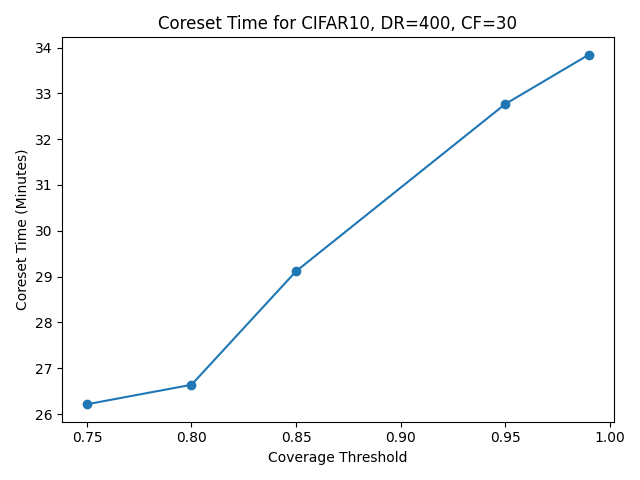 Coreset Time for CIFAR10, DR=400, CF=30
34
33
32
31
30
29
28
27
26
Coreset Time (Minutes)
0.75 0.80 0.85 0.90 0.95 1.00
Coverage Threshold